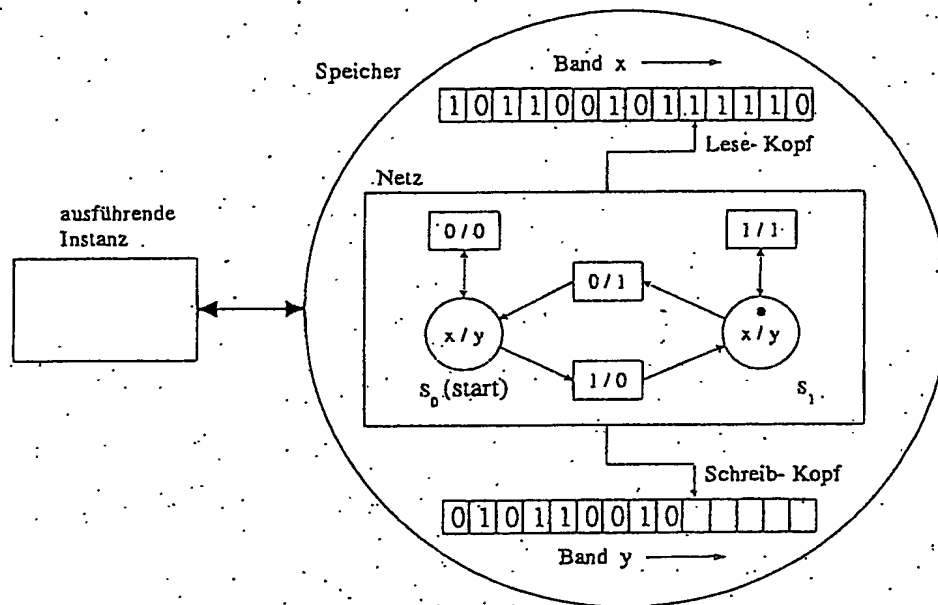 Speicher
Band x
1 0 1 1 0 0 1 0 1 1 1 1 1 0
Lese-Kopf
Netz
ausführende
Instanz
0/0
1/1
0/1
x/y
x/y
1/0
s₀ (start)
s₁
Schreib-Kopf
0 1 0 1 1 0 0 1 0
Band y